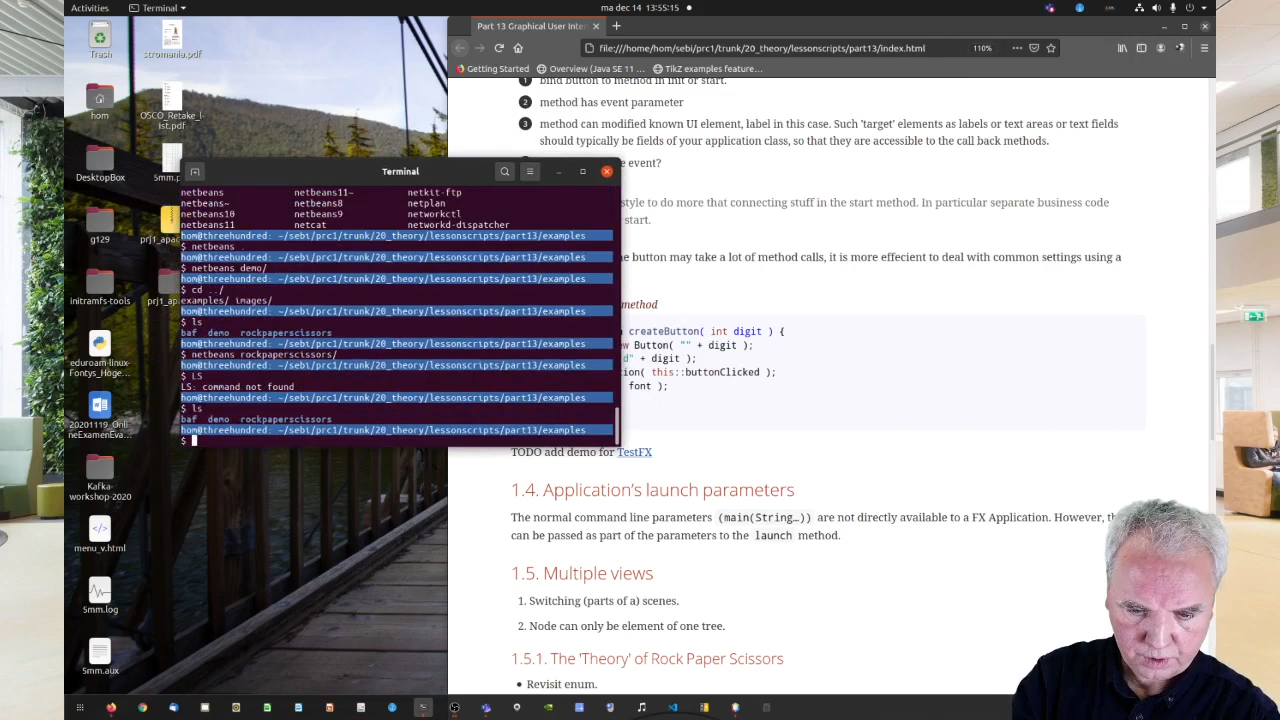 Activities
Terminal
ma dec 14 13:55:15
Trash
stromania.pdf
hom
OSCO_Retake_l-
ist.pdf
DesktopBox
5mm.p
g129
prj1_apa
initramfs-tools
prj1_apa
eduroam-linux-
Fontys_Hoge...
20201119_Onli
neExamenEva...
Kafka-
workshop-2020
menu_v.html
5mm.log
5mm.aux
Terminal
netbeans netbeans11~ netkit-ftp
netbeans~ netbeans8 netplan
netbeans10 netbeans9 networkctl
netbeans11 netcat networkd-dispatcher
hom@threehundred: ~/sebi/prc1/trunk/20_theory/lessonscripts/part13/examples
$ netbeans .
hom@threehundred: ~/sebi/prc1/trunk/20_theory/lessonscripts/part13/examples
$ netbeans demo/
hom@threehundred: ~/sebi/prc1/trunk/20_theory/lessonscripts/part13/examples
$ cd ../
examples/ images/
hom@threehundred: ~/sebi/prc1/trunk/20_theory/lessonscripts/part13/examples
$ ls
baf demo rockpaperscissors
hom@threehundred: ~/sebi/prc1/trunk/20_theory/lessonscripts/part13/examples
$ netbeans rockpaperscissors/
hom@threehundred: ~/sebi/prc1/trunk/20_theory/lessonscripts/part13/examples
$ LS
LS: command not found
hom@threehundred: ~/sebi/prc1/trunk/20_theory/lessonscripts/part13/examples
$ ls
baf demo rockpaperscissors
hom@threehundred: ~/sebi/prc1/trunk/20_theory/lessonscripts/part13/examples
$
Part 13 Graphical User Inter
file:///home/hom/sebi/prc1/trunk/20_theory/lessonscripts/part13/index.html
110%
Getting Started
Overview (Java SE 11 ...
TikZ examples feature...
1 bind button to method in init or start.
2 method has event parameter
3 method can modified known UI element, label in this case. Such 'target' elements as labels or text areas or text fields
should typically be fields of your application class, so that they are accessible to the call back methods.
e event?
style to do more that connecting stuff in the start method. In particular separate business code
start.
he button may take a lot of method calls, it is more effecient to deal with common settings using a
method
createButton( int digit ) {
ew Button( "" + digit );
d" + digit );
tion( this::buttonClicked );
font );
TODO add demo for TestFX
1.4. Application’s launch parameters
The normal command line parameters (main(String…)) are not directly available to a FX Application. However, th
can be passed as part of the parameters to the launch method.
1.5. Multiple views
1. Switching (parts of a) scenes.
2. Node can only be element of one tree.
1.5.1. The 'Theory' of Rock Paper Scissors
• Revisit enum.